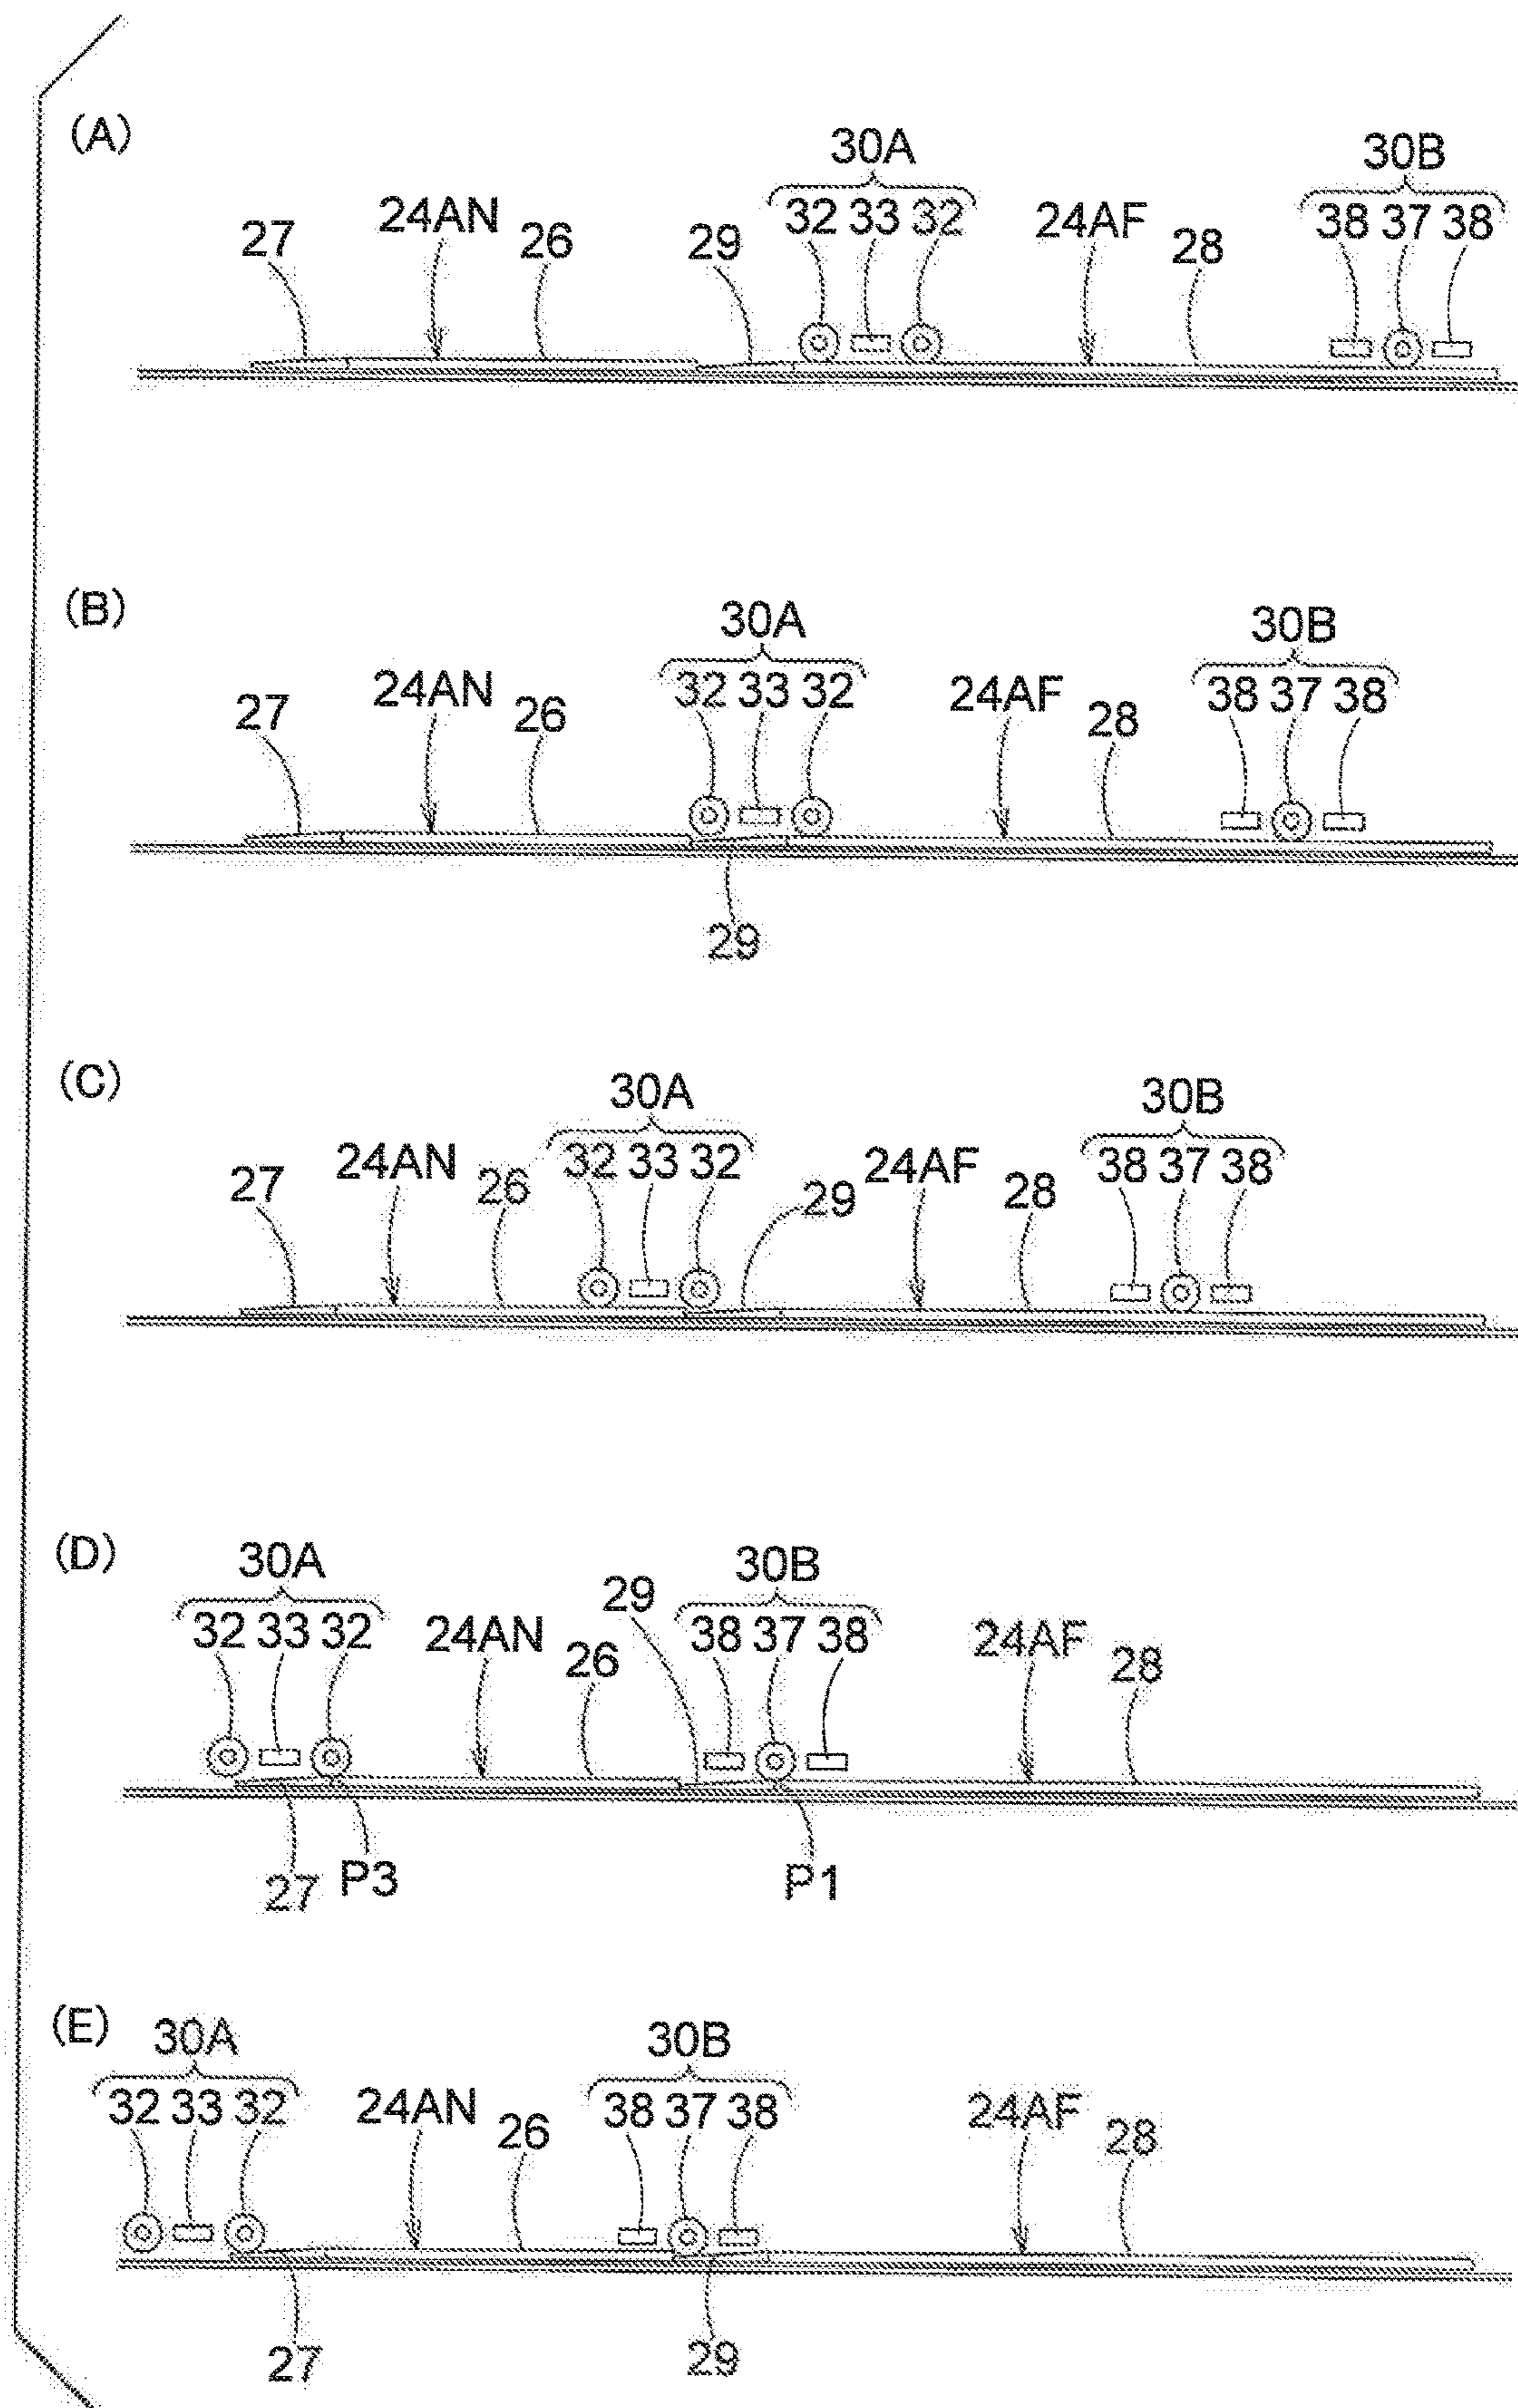 (A)
30A 30B
32 33 32 38 37 38
27 24AN 26 29 24AF 28
(B)
30A 30B
32 33 32 38 37 38
27 24AN 26 24AF 28
29
(C)
30A 30B
32 33 32 38 37 38
27 24AN 26 29 24AF 28
(D)
30A 29 30B
32 33 32 24AN 26 38 37 38 24AF 28
27 P3 P1
(E)
30A 30B
32 33 32 24AN 26 38 37 38 24AF 28
27 29